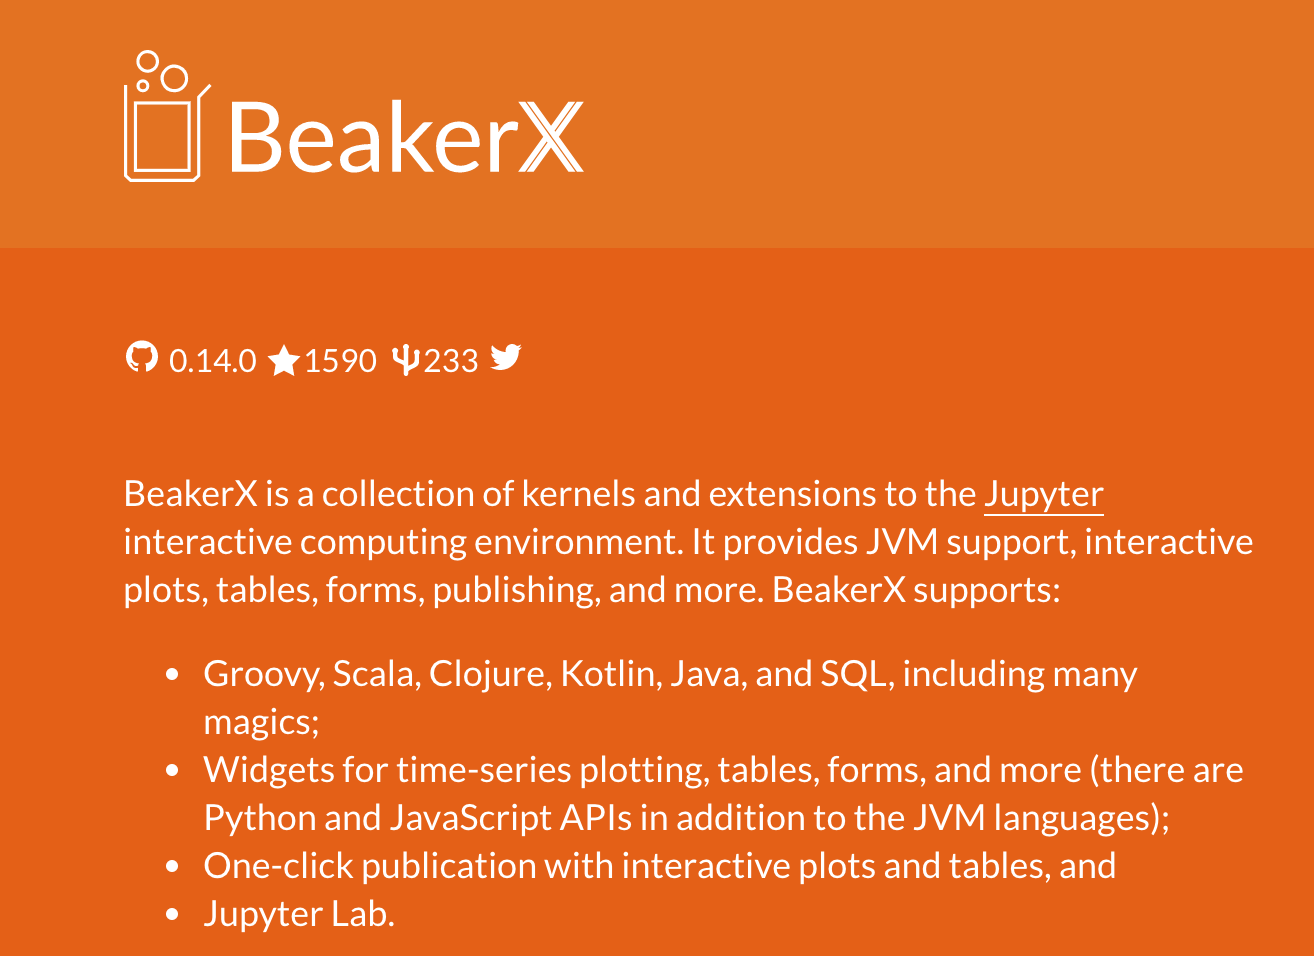 BeakerX
0.14.0 1590 233
BeakerX is a collection of kernels and extensions to the Jupyter
interactive computing environment. It provides JVM support, interactive
plots, tables, forms, publishing, and more. BeakerX supports:
• Groovy, Scala, Clojure, Kotlin, Java, and SQL, including many
magics;
• Widgets for time-series plotting, tables, forms, and more (there are
Python and JavaScript APIs in addition to the JVM languages);
• One-click publication with interactive plots and tables, and
• Jupyter Lab.